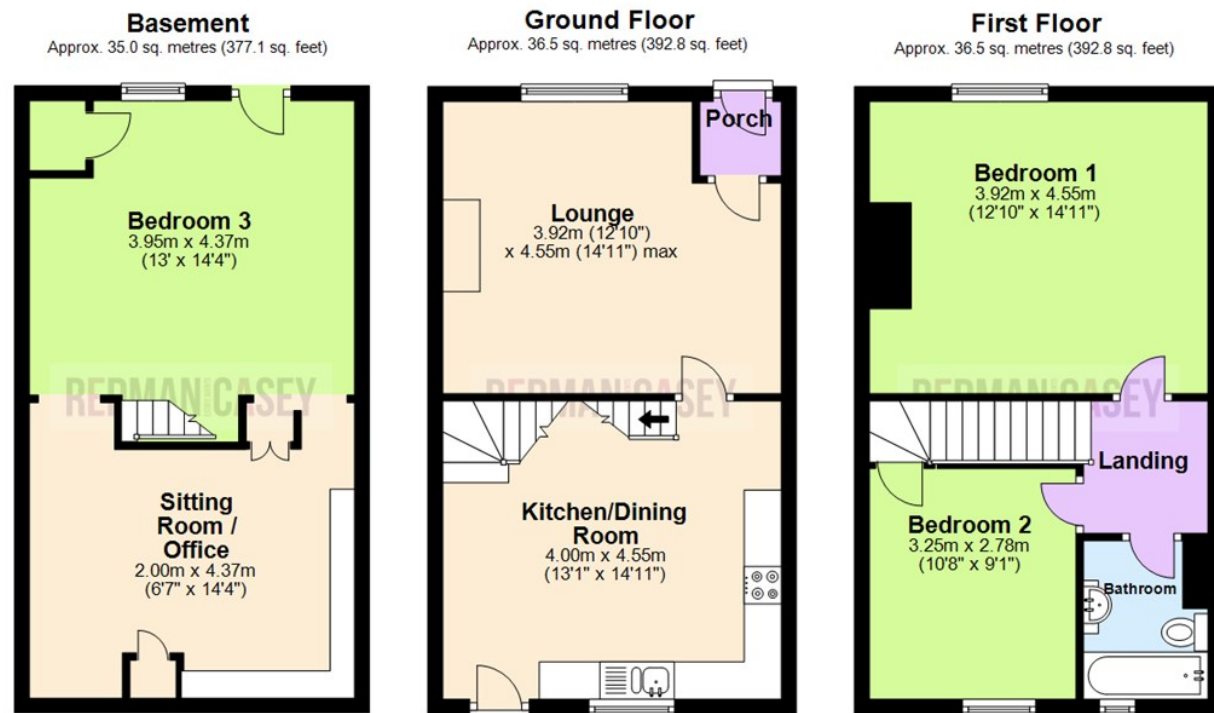 Basement
Approx. 35.0 sq. metres (377.1 sq. feet)
Bedroom 3
3.95m x 4.37m
(13' x 14'4")
Sitting
Room /
Office
2.00m x 4.37m
(6'7" x 14'4")
Ground Floor
Approx. 36.5 sq. metres (392.8 sq. feet)
Porch
Lounge
3.92m (12'10")
x 4.55m (14'11") max
Kitchen/Dining
Room
4.00m x 4.55m
(13'1" x 14'11")
First Floor
Approx. 36.5 sq. metres (392.8 sq. feet)
Bedroom 1
3.92m x 4.55m
(12'10" x 14'11")
Landing
Bedroom 2
3.25m x 2.78m
(10'8" x 9'1")
Bathroom
REDMAN CASEY
REDMAN CASEY
REDMAN CASEY